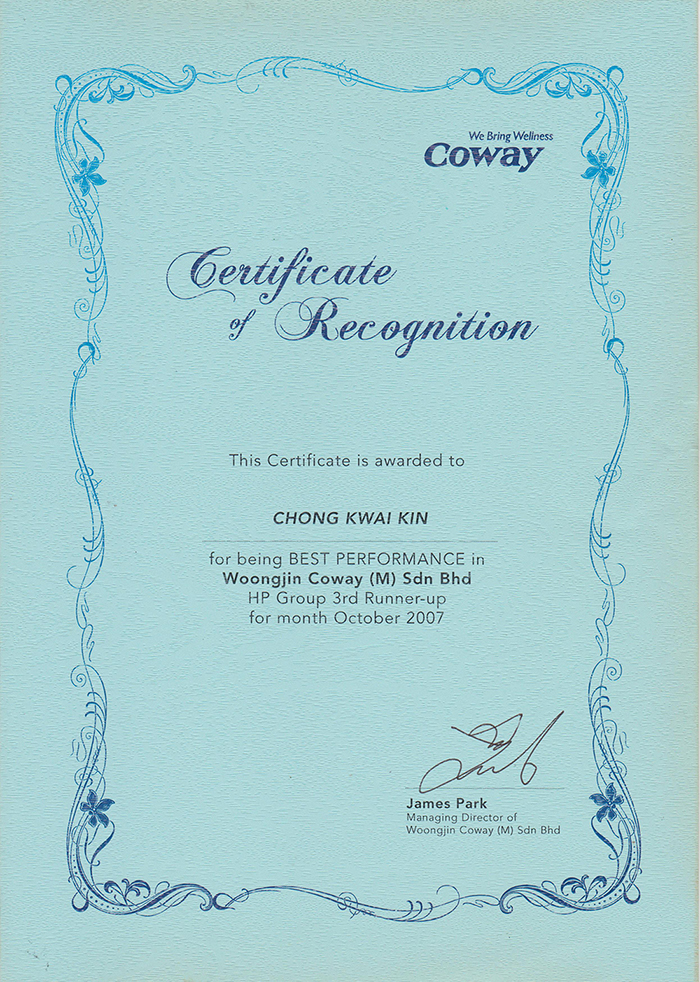 We Bring Wellness
Coway
Certificate
of Recognition
This Certificate is awarded to
CHONG KWAI KIN
for being BEST PERFORMANCE in
Woongjin Coway (M) Sdn Bhd
HP Group 3rd Runner-up
for month October 2007
James Park
Managing Director of
Woongjin Coway (M) Sdn Bhd